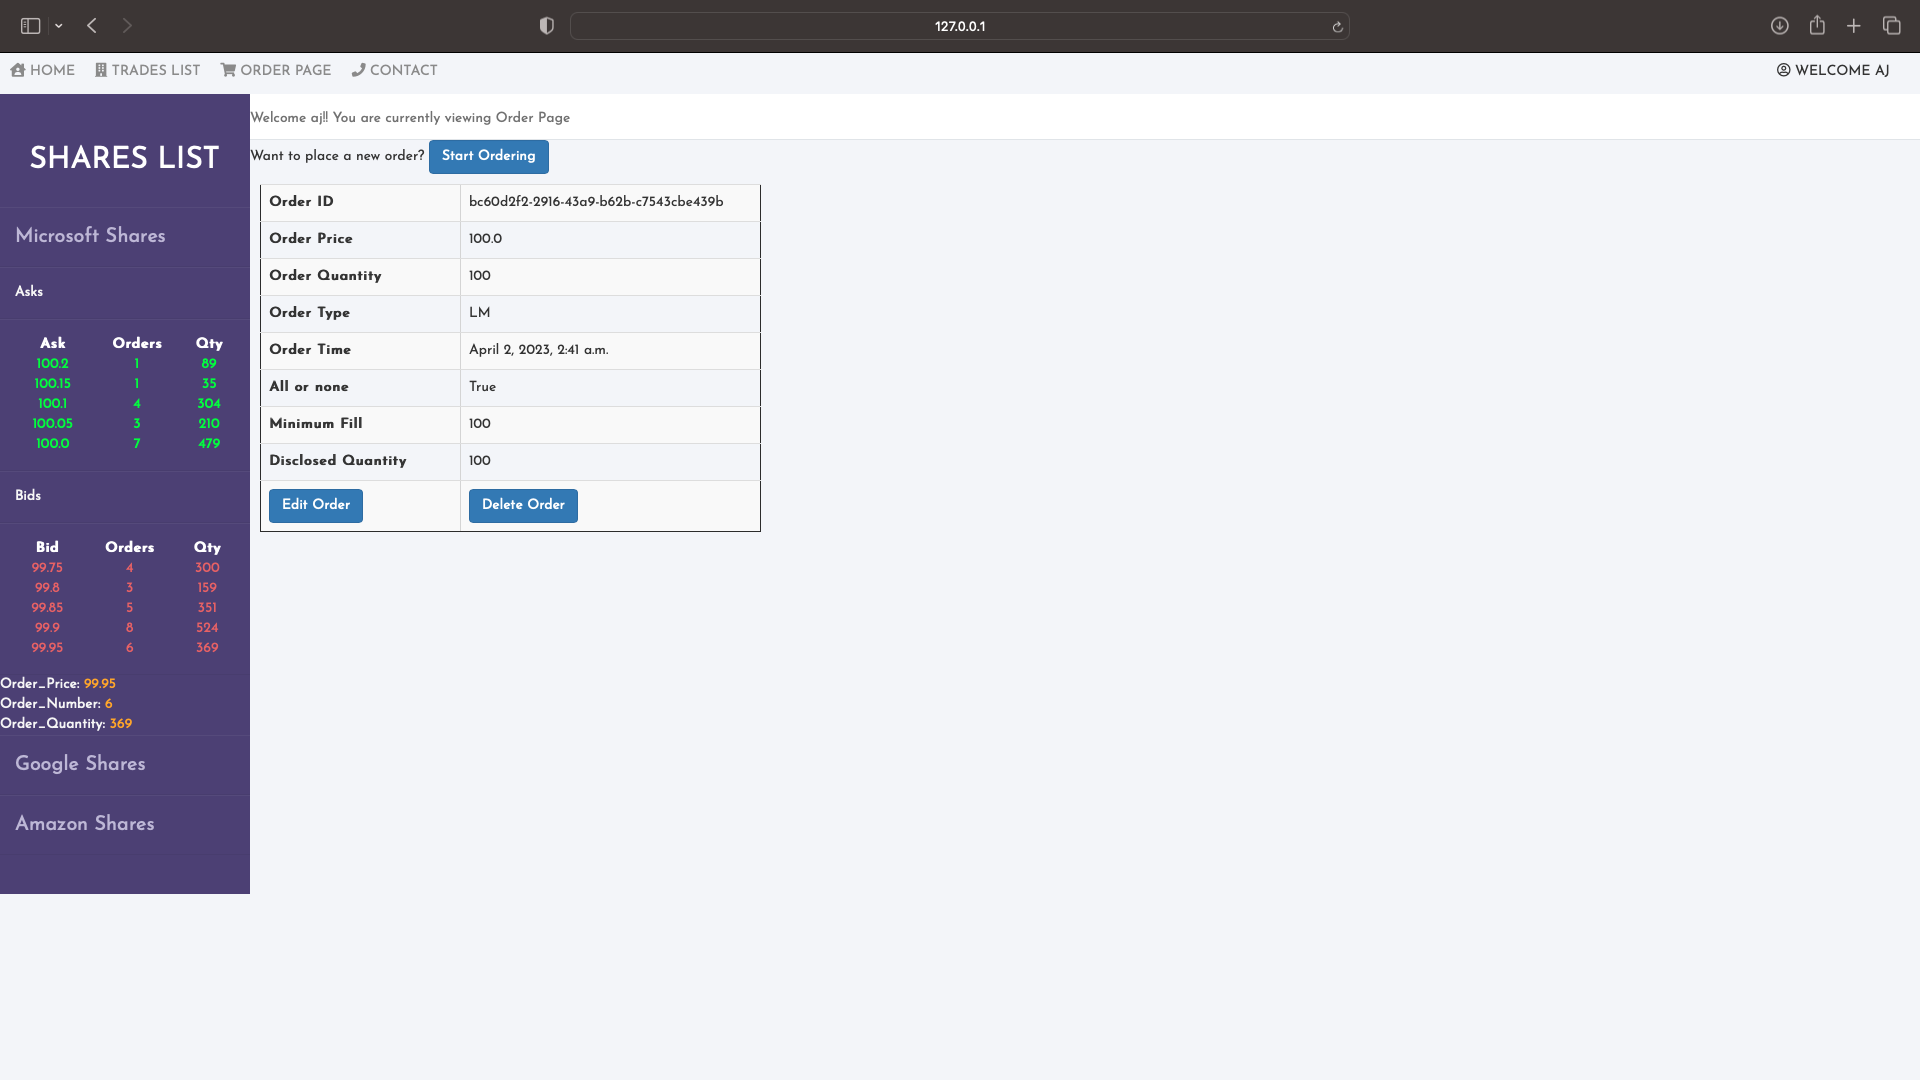 127.0.0.1
HOME TRADES LIST ORDER PAGE CONTACT WELCOME AJ
SHARES LIST
Microsoft Shares
Asks
Ask Orders Qty
100.2 1 89
100.15 1 35
100.1 4 304
100.05 3 210
100.0 7 479
Bids
Bid Orders Qty
99.75 4 300
99.8 3 159
99.85 5 351
99.9 8 524
99.95 6 369
Order_Price: 99.95
Order_Number: 6
Order_Quantity: 369
Google Shares
Amazon Shares
Welcome aj!! You are currently viewing Order Page
Want to place a new order? Start Ordering
Order ID bc60d2f2-2916-43a9-b62b-c7543cbe439b
Order Price 100.0
Order Quantity 100
Order Type LM
Order Time April 2, 2023, 2:41 a.m.
All or none True
Minimum Fill 100
Disclosed Quantity 100
Edit Order Delete Order